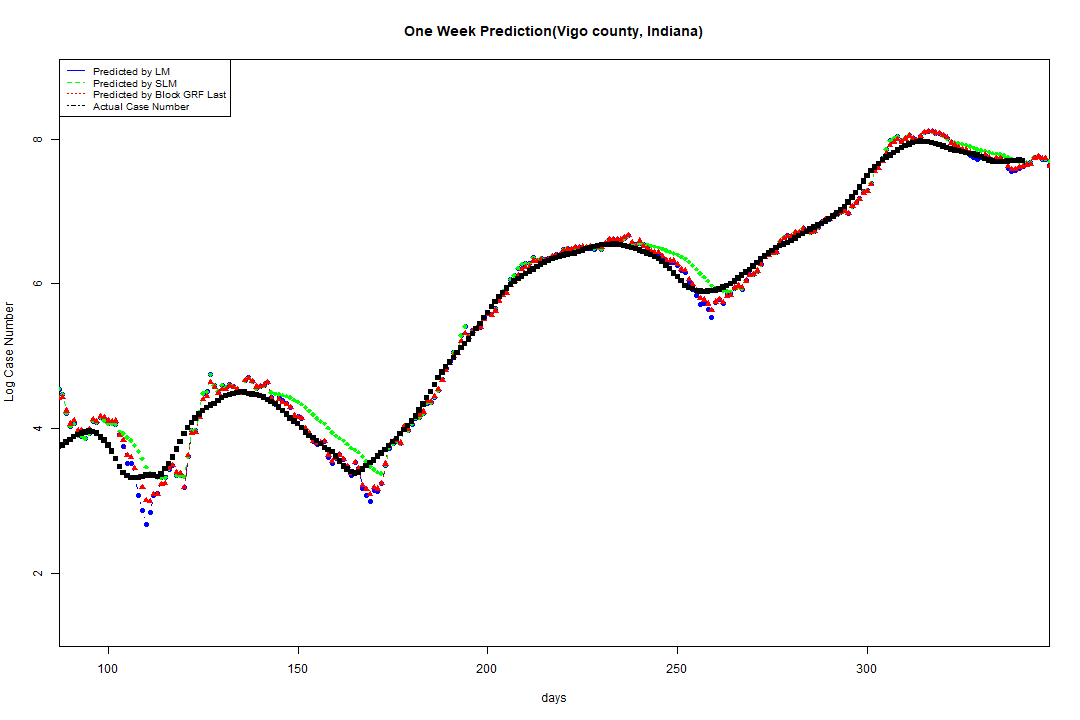 One Week Prediction(Vigo county, Indiana)
Predicted by LM
Predicted by SLM
Predicted by Block GRF Last
Actual Case Number
8
6
4
2
Log Case Number
100 150 200 250 300
days